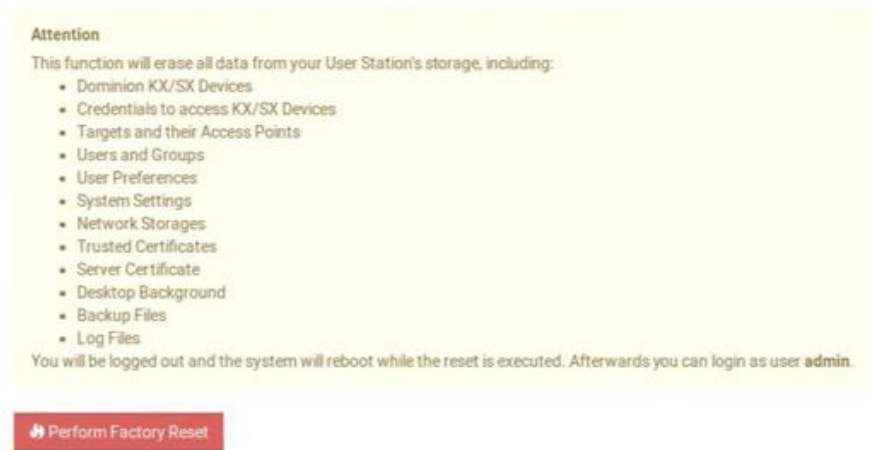 Attention
This function will erase all data from your User Station's storage, including:
• Dominion KX/SX Devices
• Credentials to access KX/SX Devices
• Targets and their Access Points
• Users and Groups
• User Preferences
• System Settings
• Network Storages
• Trusted Certificates
• Server Certificate
• Desktop Background
• Backup Files
• Log Files
You will be logged out and the system will reboot while the reset is executed. Afterwards you can login as user admin.
Perform Factory Reset